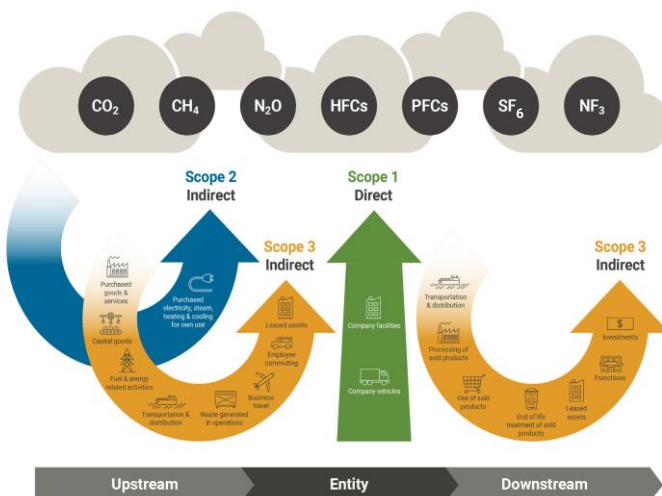 CO₂
CH₄
N₂O
HFCs
PFCs
SF₆
NF₃
Scope 2
Indirect
Scope 1
Direct
Scope 3
Indirect
Scope 3
Indirect
Purchased
goods &
services
Capital goods
Fuel & energy
related activities
Transportation &
distribution
Waste generated
in operations
Business
travel
Employee
commuting
Leased assets
Purchased
electricity, steam,
heating & cooling
for own use
Company facilities
Company vehicles
Transportation
& distribution
Processing of
sold products
Use of sold
products
End of life
treatment of sold
products
Leased
assets
Franchises
$
Investments
Upstream
Entity
Downstream